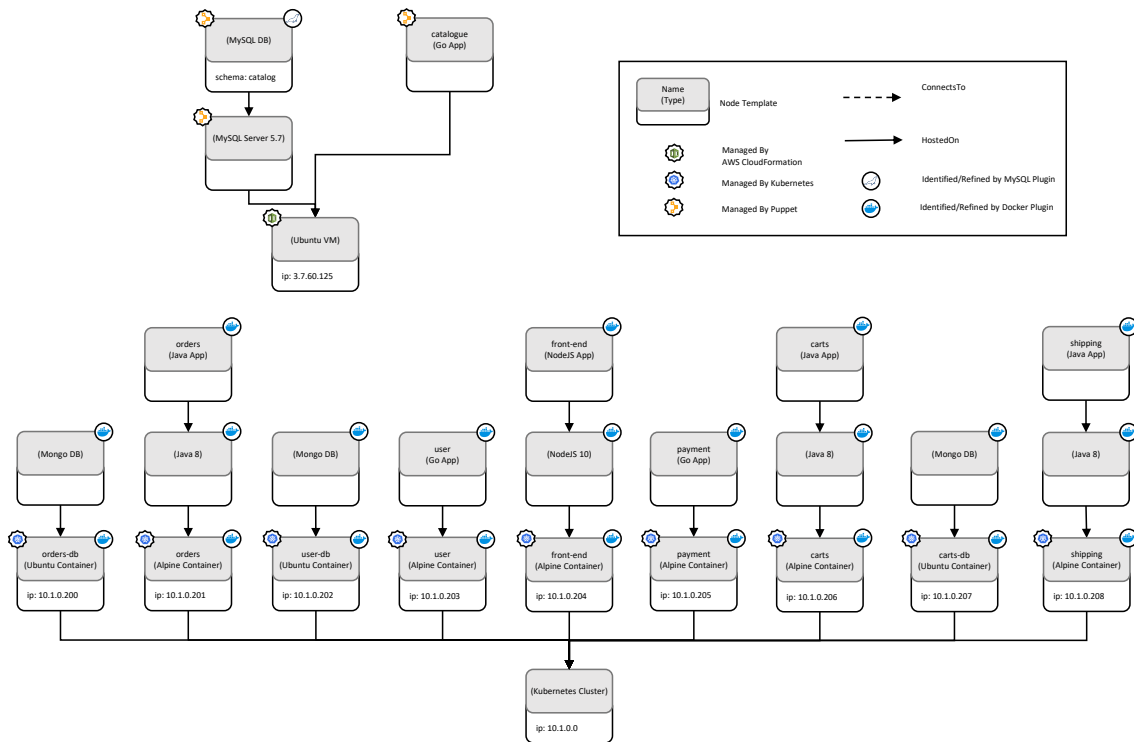 (MySQL DB)
schema: catalog
catalogue
(Go App)
(MySQL Server 5.7)
(Ubuntu VM)
ip: 3.7.60.125
Name
(Type)
Node Template
ConnectsTo
HostedOn
Managed By
AWS CloudFormation
Managed By Kubernetes
Managed By Puppet
Identified/Refined by MySQL Plugin
Identified/Refined by Docker Plugin
orders
(Java App)
front-end
(NodeJS App)
carts
(Java App)
shipping
(Java App)
(Mongo DB)
(Java 8)
(Mongo DB)
user
(Go App)
(NodeJS 10)
payment
(Go App)
(Java 8)
(Mongo DB)
(Java 8)
orders-db
(Ubuntu Container)
ip: 10.1.0.200
orders
(Alpine Container)
ip: 10.1.0.201
user-db
(Ubuntu Container)
ip: 10.1.0.202
user
(Alpine Container)
ip: 10.1.0.203
front-end
(Alpine Container)
ip: 10.1.0.204
payment
(Alpine Container)
ip: 10.1.0.205
carts
(Alpine Container)
ip: 10.1.0.206
carts-db
(Ubuntu Container)
ip: 10.1.0.207
shipping
(Alpine Container)
ip: 10.1.0.208
(Kubernetes Cluster)
ip: 10.1.0.0